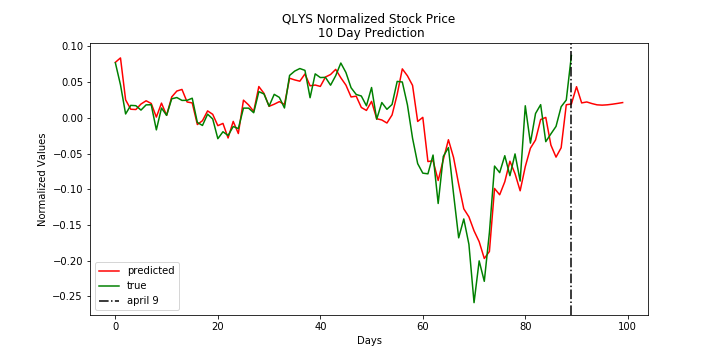 QLYS Normalized Stock Price
10 Day Prediction
Normalized Values
0.10
0.05
0.00
−0.05
−0.10
−0.15
−0.20
−0.25
predicted
true
april 9
0 20 40 60 80 100
Days